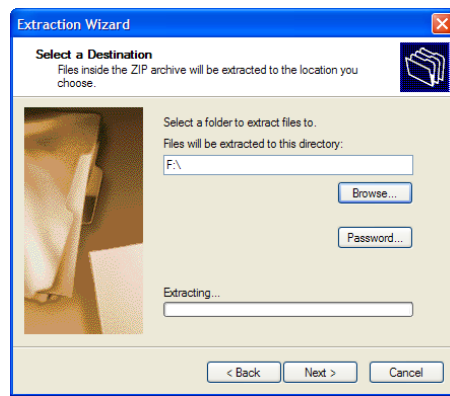 Extraction Wizard
Select a Destination
Files inside the ZIP archive will be extracted to the location you
choose.
Select a folder to extract files to.
Files will be extracted to this directory:
F:\
Browse...
Password...
Extracting...
< Back
Next >
Cancel